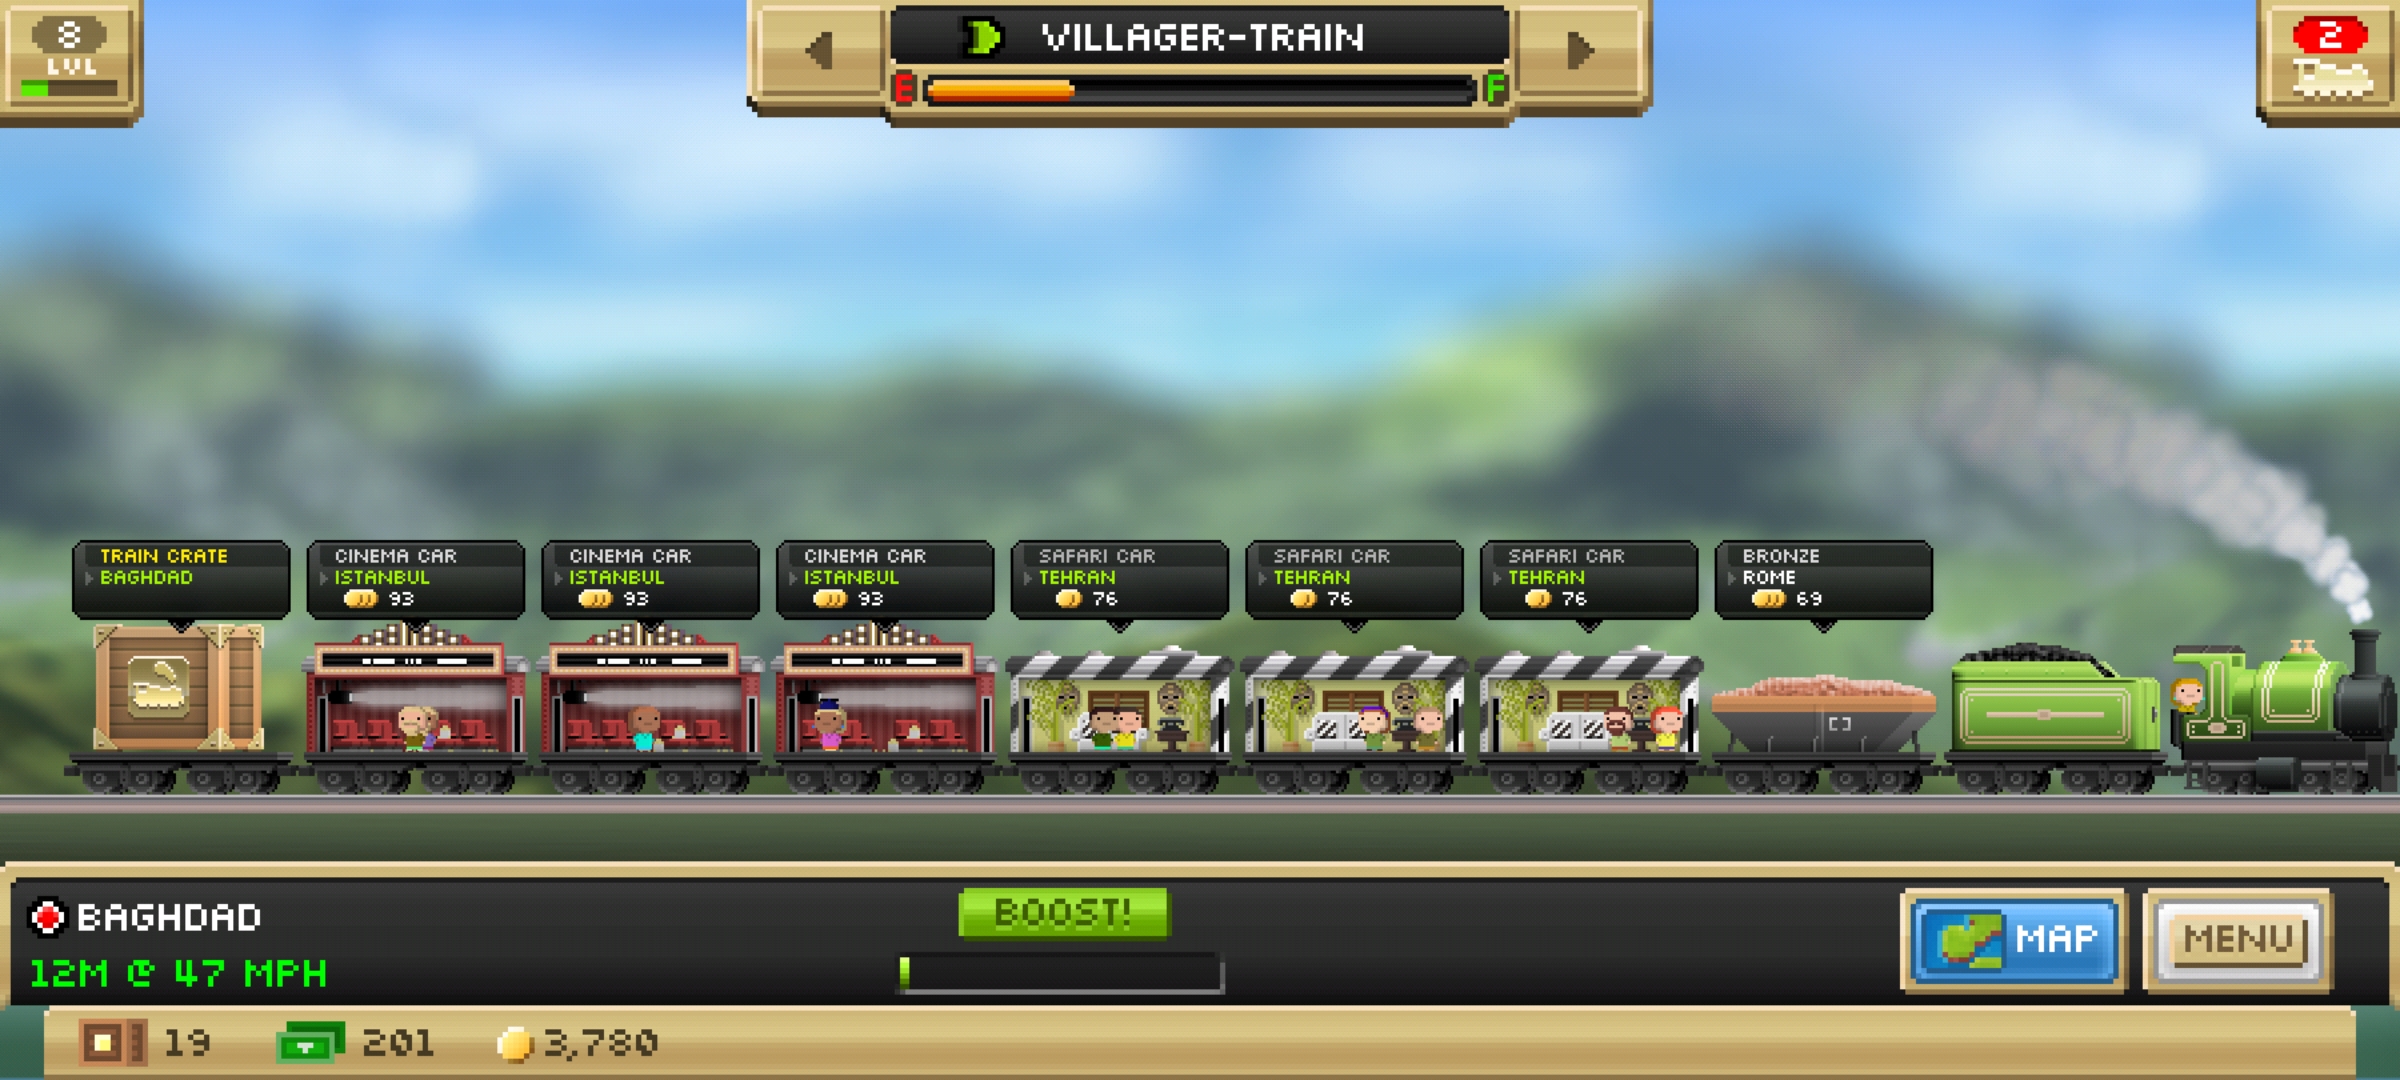 8
LVL
VILLAGER-TRAIN
E F
2
TRAIN CRATE
BAGHDAD
CINEMA CAR
ISTANBUL
93
CINEMA CAR
ISTANBUL
93
CINEMA CAR
ISTANBUL
93
SAFARI CAR
TEHRAN
76
SAFARI CAR
TEHRAN
76
SAFARI CAR
TEHRAN
76
BRONZE
ROME
69
BAGHDAD
12M @ 47 MPH
BOOST!
MAP
MENU
19
201
3,780